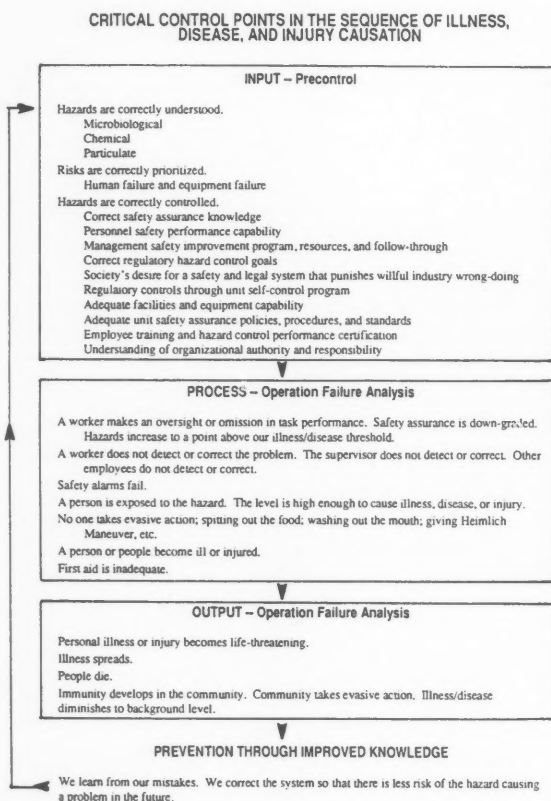 CRITICAL CONTROL POINTS IN THE SEQUENCE OF ILLNESS,
DISEASE, AND INJURY CAUSATION
INPUT – Precontrol
Hazards are correctly understood.
Microbiological
Chemical
Particulate
Risks are correctly prioritized.
Human failure and equipment failure
Hazards are correctly controlled.
Correct safety assurance knowledge
Personnel safety performance capability
Management safety improvement program, resources, and follow-through
Correct regulatory hazard control goals
Society's desire for a safety and legal system that punishes willful industry wrong-doing
Regulatory controls through unit self-control program
Adequate facilities and equipment capability
Adequate unit safety assurance policies, procedures, and standards
Employee training and hazard control performance certification
Understanding of organizational authority and responsibility
PROCESS – Operation Failure Analysis
A worker makes an oversight or omission in task performance. Safety assurance is down-graded.
Hazards increase to a point above our illness/disease threshold.
A worker does not detect or correct the problem. The supervisor does not detect or correct. Other
employees do not detect or correct.
Safety alarms fail.
A person is exposed to the hazard. The level is high enough to cause illness, disease, or injury.
No one takes evasive action; spitting out the food; washing out the mouth; giving Heimlich
Maneuver, etc.
A person or people become ill or injured.
First aid is inadequate.
OUTPUT – Operation Failure Analysis
Personal illness or injury becomes life-threatening.
Illness spreads.
People die.
Immunity develops in the community. Community takes evasive action. Illness/disease
diminishes to background level.
PREVENTION THROUGH IMPROVED KNOWLEDGE
We learn from our mistakes. We correct the system so that there is less risk of the hazard causing
a problem in the future.